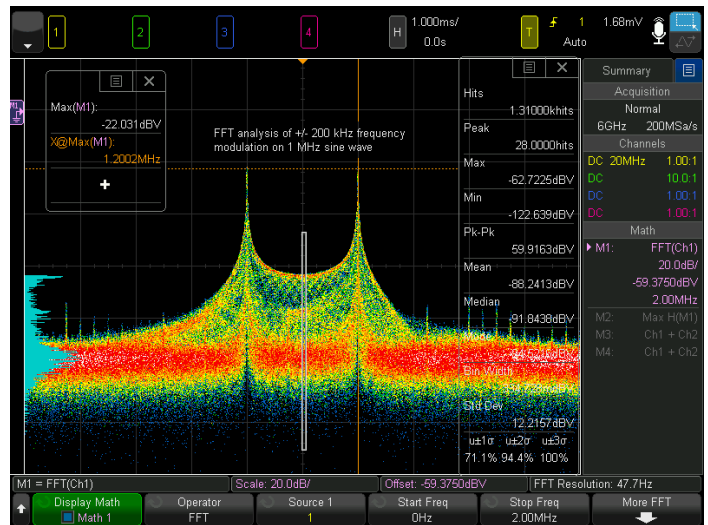 1 2 3 4 H 1.000ms/ 0.0s T 1 1.68mV Auto
Summary
Max(M1):
-22.031dBV
X@Max(M1):
1.2002MHz
FFT analysis of +/- 200 kHz frequency
modulation on 1 MHz sine wave
M1
Hits
1.31000khits
Peak
28.0000hits
Max
-62.7225dBV
Min
-122.639dBV
Pk-Pk
59.9163dBV
Mean
-88.2413dBV
Median
-91.8438dBV
Mode
Bin Width
Std Dev
12.2157dBV
u±1σ u±2σ u±3σ
71.1% 94.4% 100%
Acquisition
Normal
6GHz 200MSa/s
Channels
DC 20MHz 1.00:1
DC 10.0:1
DC 1.00:1
DC 1.00:1
Math
M1: FFT(Ch1)
20.0dB/
-59.3750dBV
2.00MHz
M2: Max H(M1)
M3: Ch1 + Ch2
M4: Ch1 + Ch2
M1 = FFT(Ch1) Scale: 20.0dB/ Offset: -59.3750dBV FFT Resolution: 47.7Hz
Display Math Operator Source 1 Start Freq Stop Freq More FFT
Math 1 FFT 1 0Hz 2.00MHz